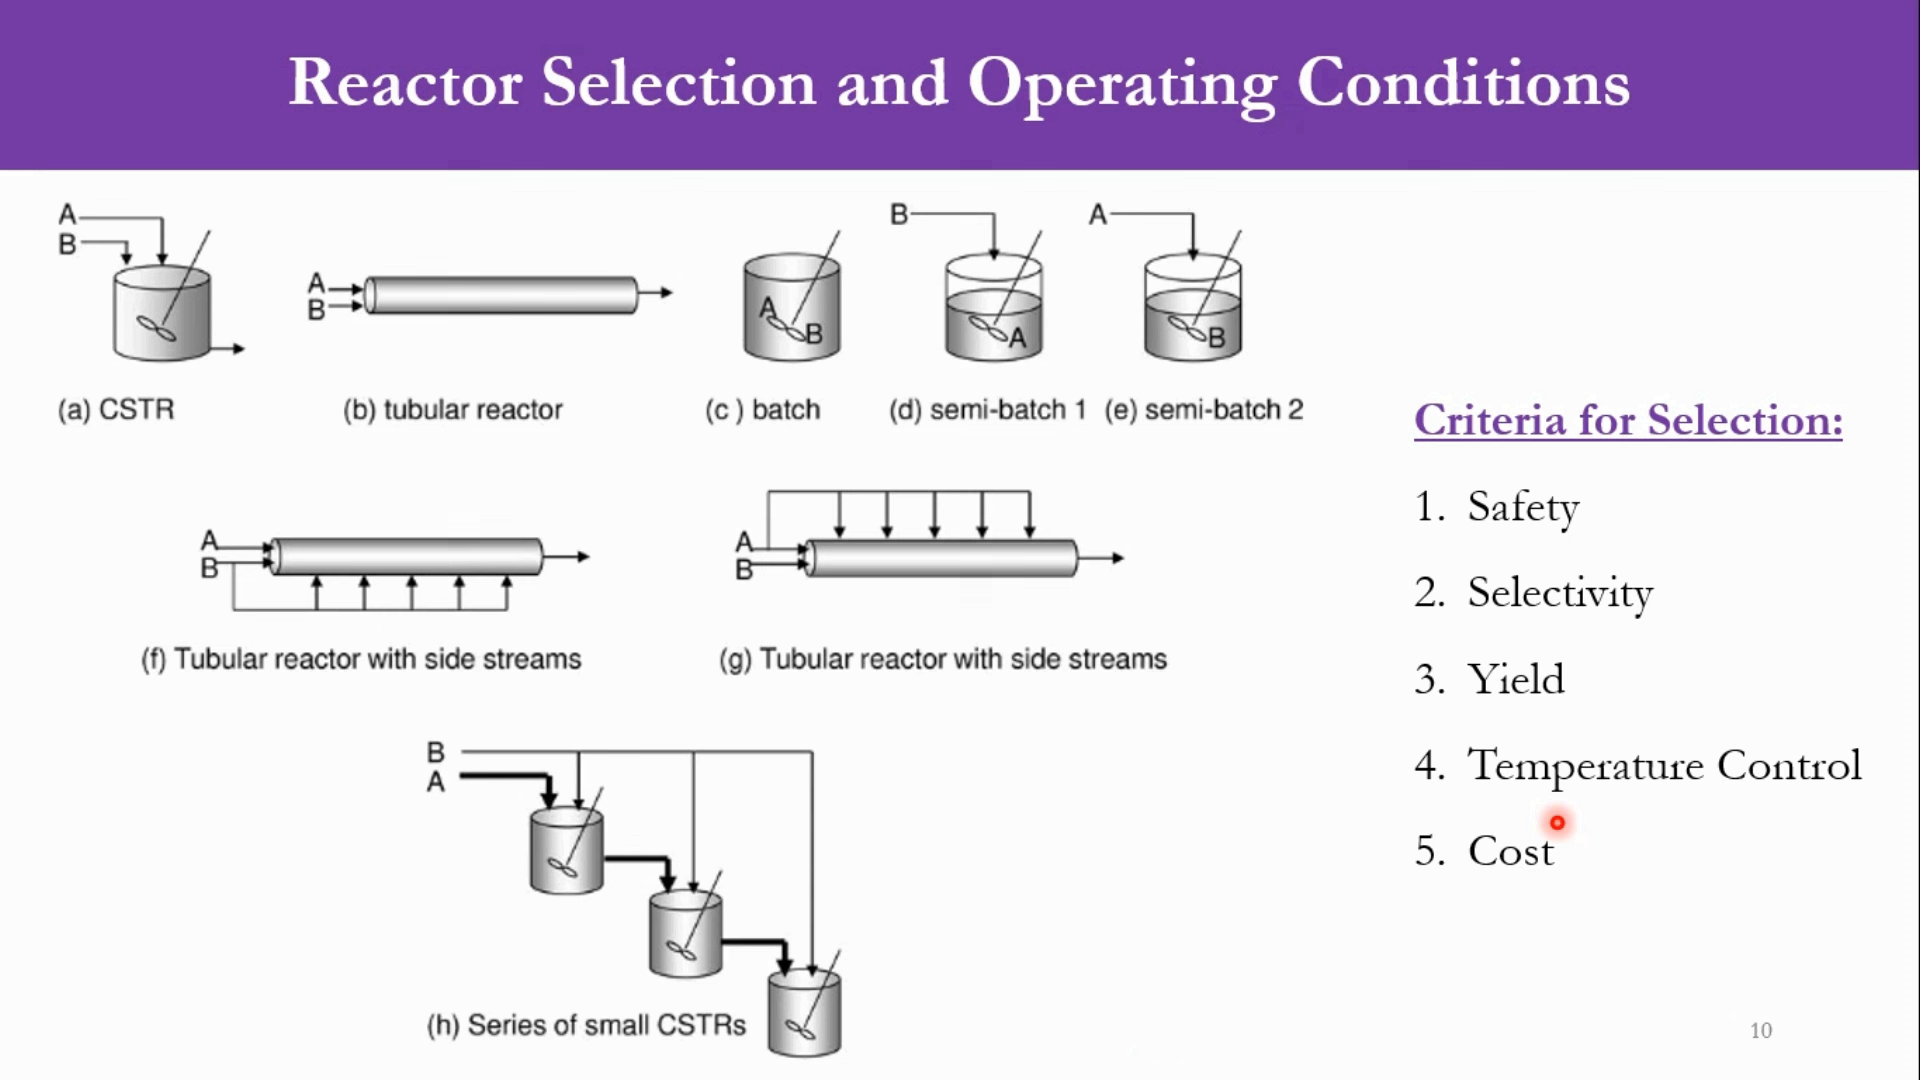 Reactor Selection and Operating Conditions
A
B
A
B
A
B
B
A
A
B
(a) CSTR
(b) tubular reactor
(c ) batch
(d) semi-batch 1
(e) semi-batch 2
A
B
A
B
(f) Tubular reactor with side streams
(g) Tubular reactor with side streams
B
A
(h) Series of small CSTRs
Criteria for Selection:
1. Safety
2. Selectivity
3. Yield
4. Temperature Control
5. Cost
10